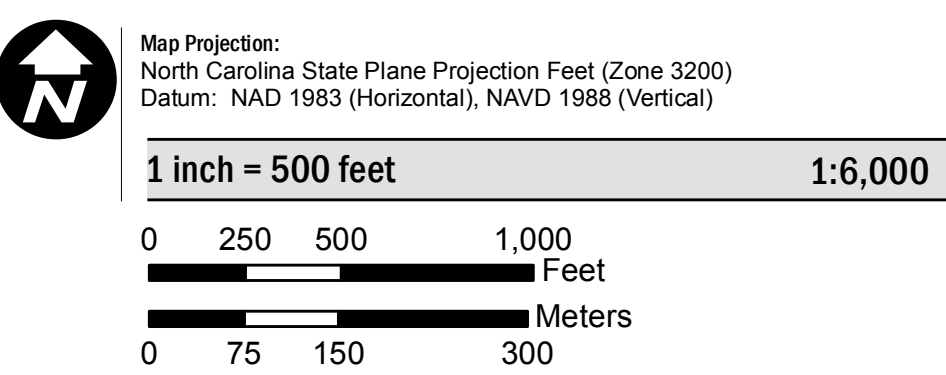 N
Map Projection:
North Carolina State Plane Projection Feet (Zone 3200)
Datum: NAD 1983 (Horizontal), NAVD 1988 (Vertical)
1 inch = 500 feet 1:6,000
0 250 500 1,000
Feet
Meters
0 75 150 300